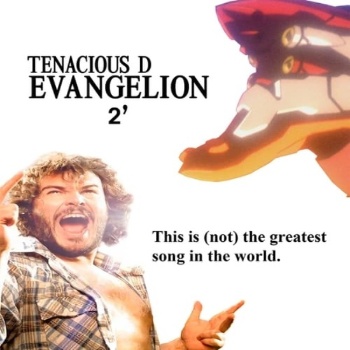 TENACIOUS D
EVANGELION
2’
This is (not) the greatest
song in the world.